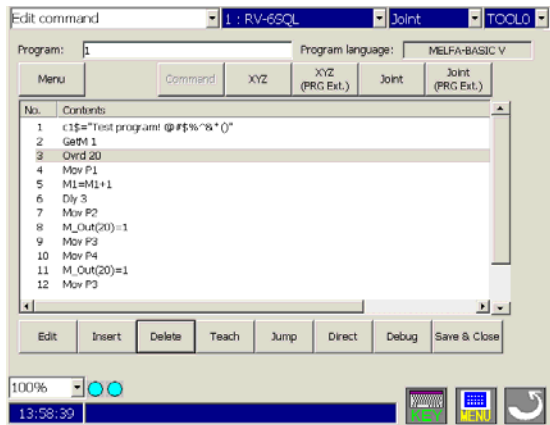 Edit command 1 : RV-6SQL Joint TOOL0
Program: 1 Program language: MELFA-BASIC V
Menu Command XYZ XYZ (PRG Ext.) Joint Joint (PRG Ext.)
No. Contents
1 c1$="Test program! @#$%^&*()"
2 GetM 1
3 Ovrd 20
4 Mov P1
5 M1=M1+1
6 Dly 3
7 Mov P2
8 M_Out(20)=1
9 Mov P3
10 Mov P4
11 M_Out(20)=1
12 Mov P3
Edit Insert Delete Teach Jump Direct Debug Save & Close
100%
KEY MENU
13:58:39